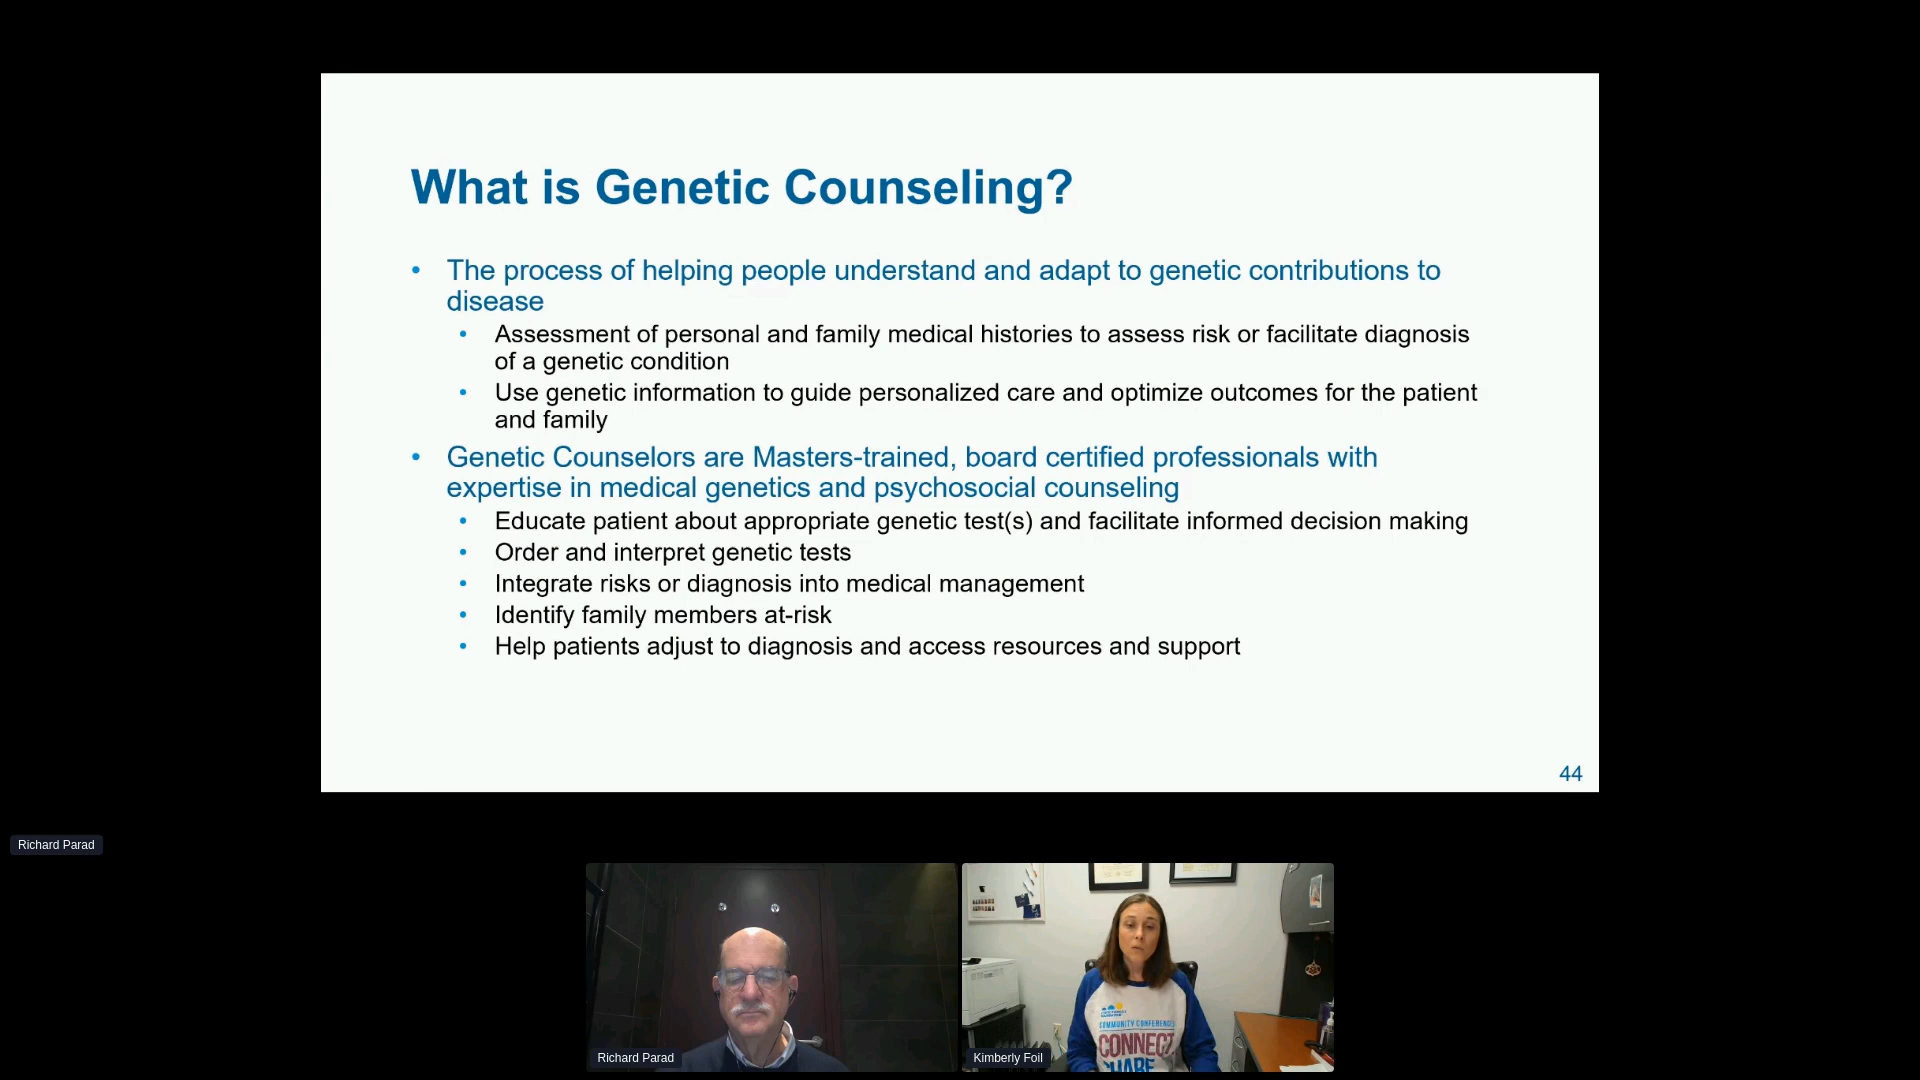 What is Genetic Counseling?
• The process of helping people understand and adapt to genetic contributions to
disease
• Assessment of personal and family medical histories to assess risk or facilitate diagnosis
of a genetic condition
• Use genetic information to guide personalized care and optimize outcomes for the patient
and family
• Genetic Counselors are Masters-trained, board certified professionals with
expertise in medical genetics and psychosocial counseling
• Educate patient about appropriate genetic test(s) and facilitate informed decision making
• Order and interpret genetic tests
• Integrate risks or diagnosis into medical management
• Identify family members at-risk
• Help patients adjust to diagnosis and access resources and support
44
Richard Parad
Richard Parad
Kimberly Foil
COMMUNITY CONFERENCE
CONNECT
SHARE